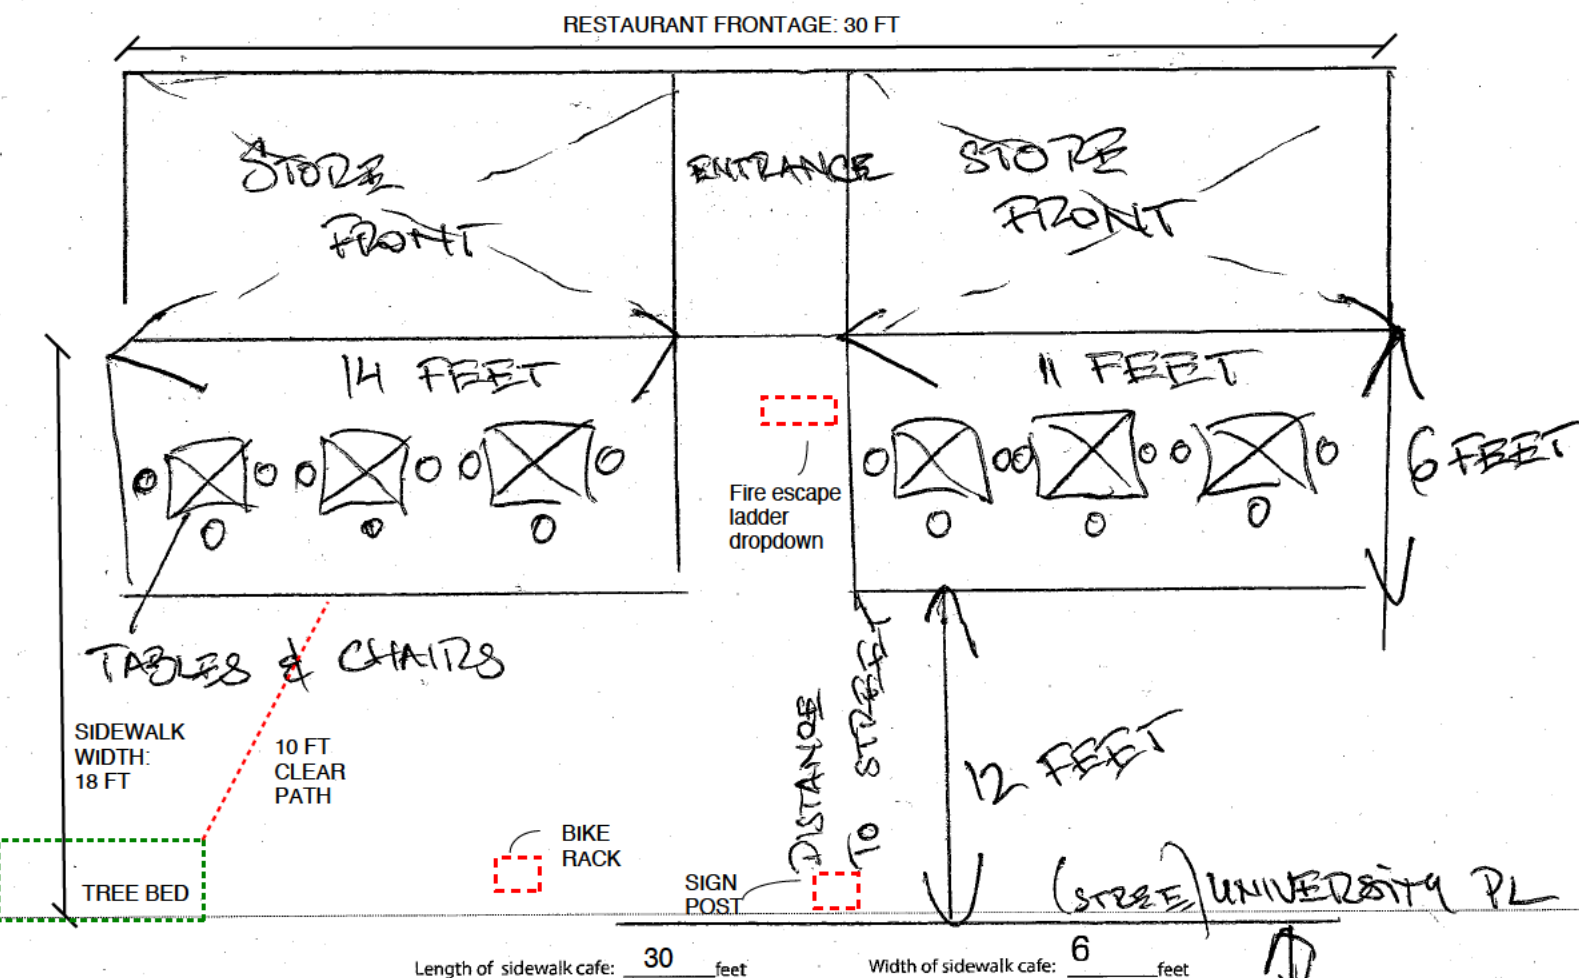 RESTAURANT FRONTAGE: 30 FT
STORE
FRONT
ENTRANCE
STORE
FRONT
14 FEET
11 FEET
6 FEET
Fire escape
ladder
dropdown
TABLES & CHAIRS
SIDEWALK
WIDTH:
18 FT
10 FT
CLEAR
PATH
DISTANCE
TO STREET
12 FEET
BIKE
RACK
TREE BED
SIGN
POST
(STREE) UNIVERSITY PL
Length of sidewalk cafe: 30 feet
Width of sidewalk cafe: 6 feet